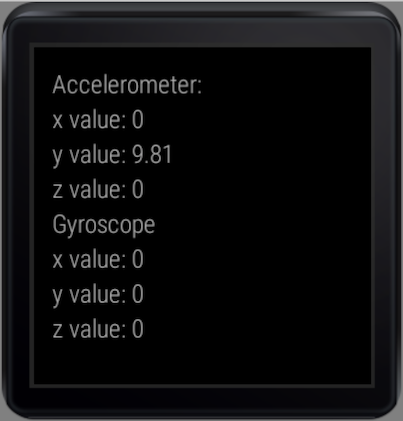 Accelerometer:
x value: 0
y value: 9.81
z value: 0
Gyroscope
x value: 0
y value: 0
z value: 0